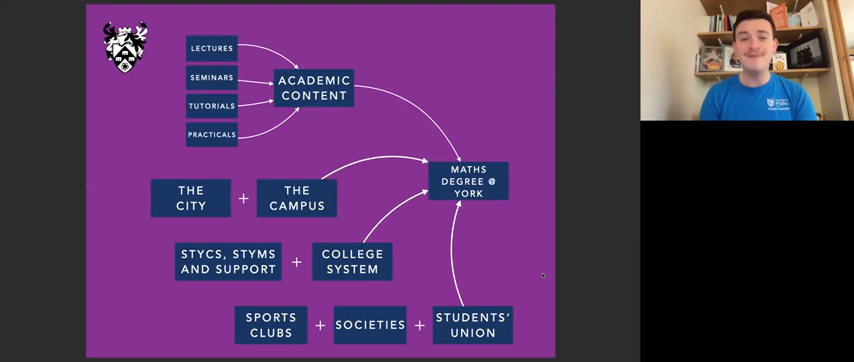 LECTURES
SEMINARS
TUTORIALS
PRACTICALS
ACADEMIC
CONTENT
MATHS
DEGREE @
YORK
THE
CITY
+
THE
CAMPUS
STYCS, STYMS
AND SUPPORT
+
COLLEGE
SYSTEM
SPORTS
CLUBS
+
SOCIETIES
+
STUDENTS'
UNION